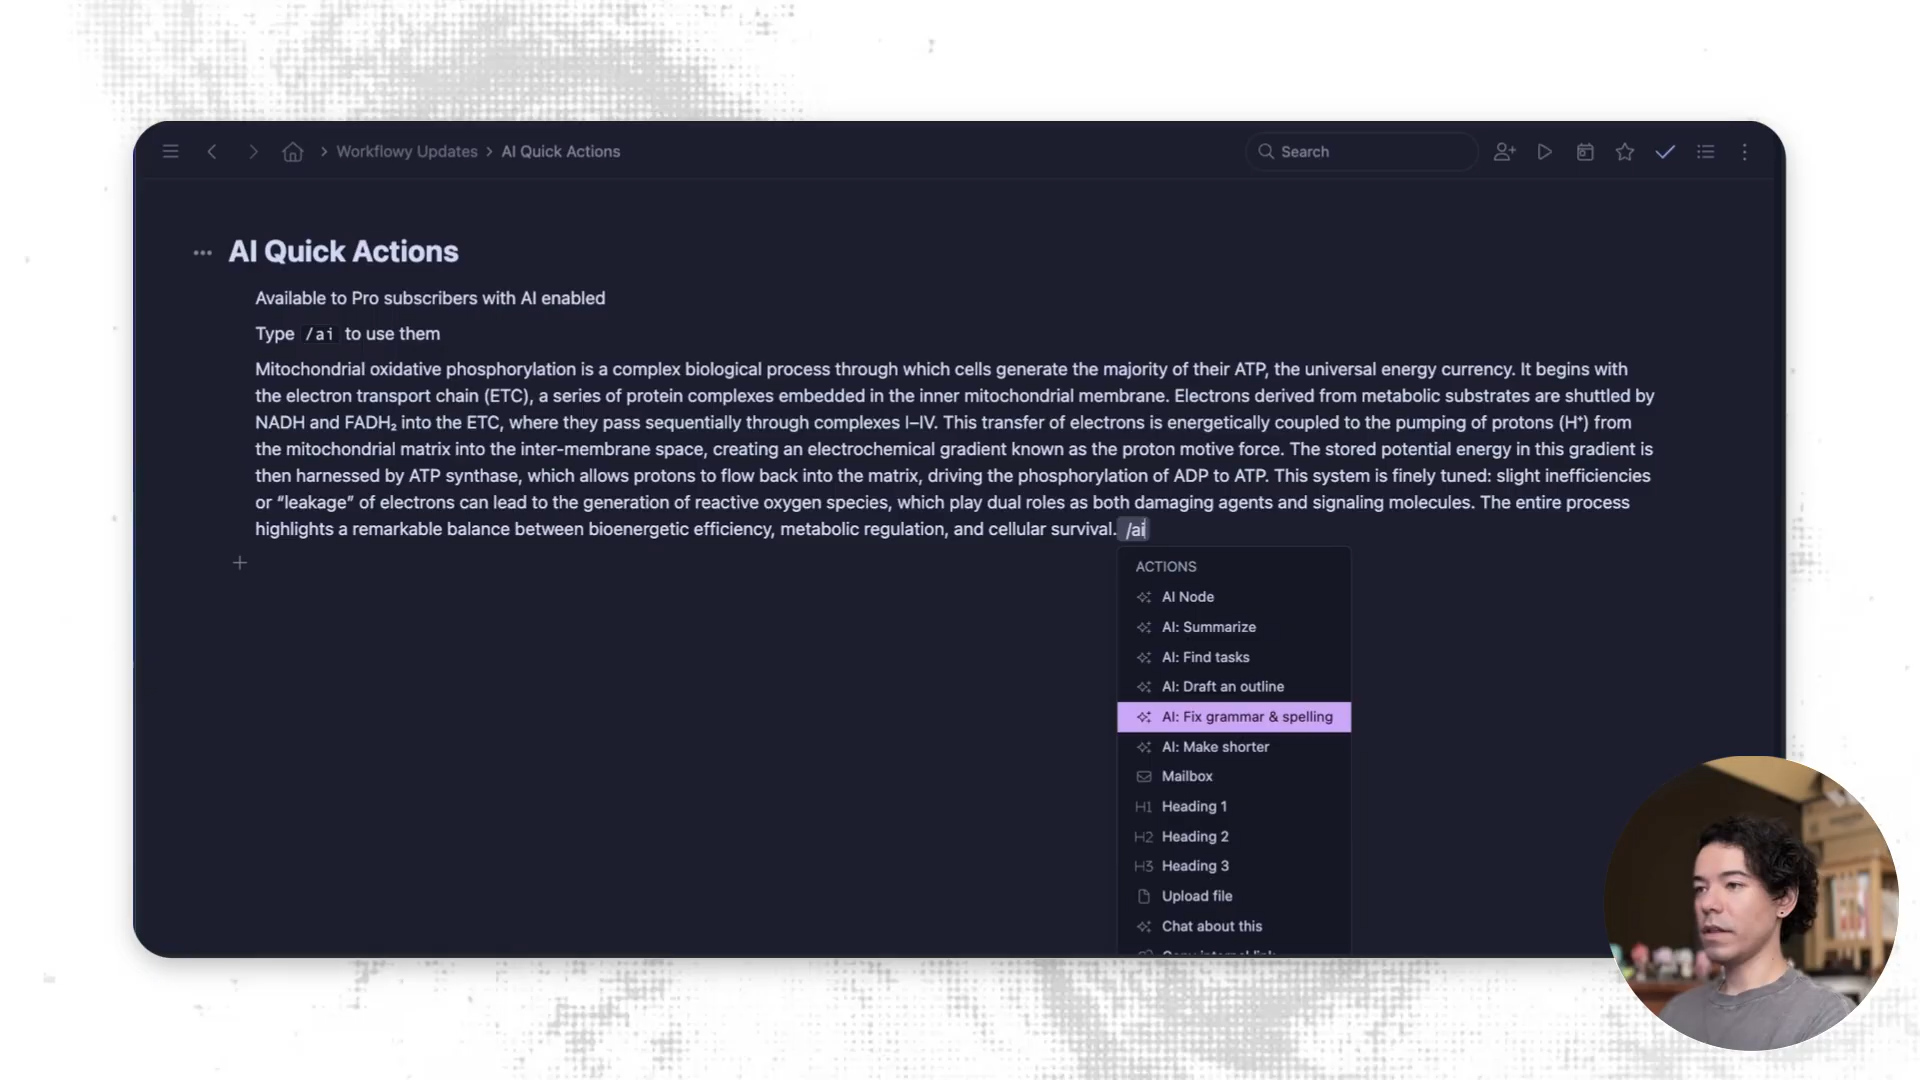 Workflowy Updates > AI Quick Actions
Search
AI Quick Actions
Available to Pro subscribers with AI enabled
Type /ai to use them
Mitochondrial oxidative phosphorylation is a complex biological process through which cells generate the majority of their ATP, the universal energy currency. It begins with
the electron transport chain (ETC), a series of protein complexes embedded in the inner mitochondrial membrane. Electrons derived from metabolic substrates are shuttled by
NADH and FADH₂ into the ETC, where they pass sequentially through complexes I–IV. This transfer of electrons is energetically coupled to the pumping of protons (H⁺) from
the mitochondrial matrix into the inter-membrane space, creating an electrochemical gradient known as the proton motive force. The stored potential energy in this gradient is
then harnessed by ATP synthase, which allows protons to flow back into the matrix, driving the phosphorylation of ADP to ATP. This system is finely tuned: slight inefficiencies
or “leakage” of electrons can lead to the generation of reactive oxygen species, which play dual roles as both damaging agents and signaling molecules. The entire process
highlights a remarkable balance between bioenergetic efficiency, metabolic regulation, and cellular survival. /ai
ACTIONS
AI Node
AI: Summarize
AI: Find tasks
AI: Draft an outline
AI: Fix grammar & spelling
AI: Make shorter
Mailbox
H1 Heading 1
H2 Heading 2
H3 Heading 3
Upload file
Chat about this